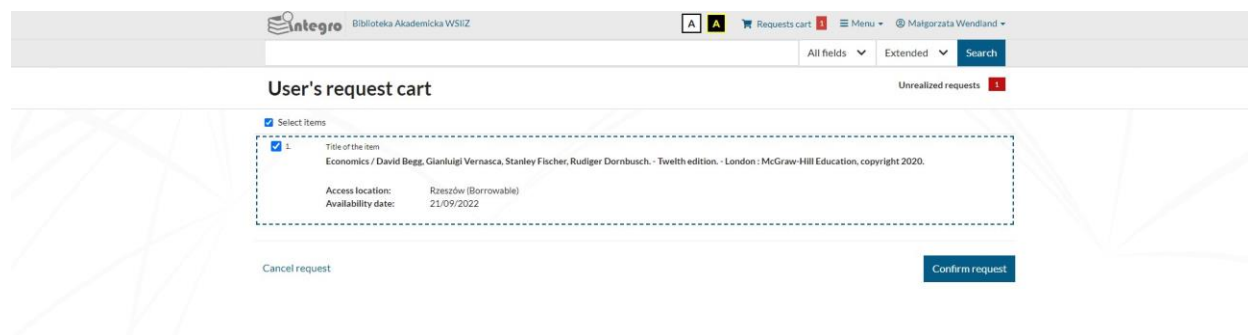 integro Biblioteka Akademicka WSIiZ A A Requests cart 1 Menu Małgorzata Wendland
All fields Extended Search
User's request cart Unrealized requests 1
Select items
1. Title of the item
Economics / David Begg, Gianluigi Vernasca, Stanley Fischer, Rudiger Dornbusch. - Twelth edition. - London : McGraw-Hill Education, copyright 2020.
Access location: Rzeszów (Borrowable)
Availability date: 21/09/2022
Cancel request Confirm request